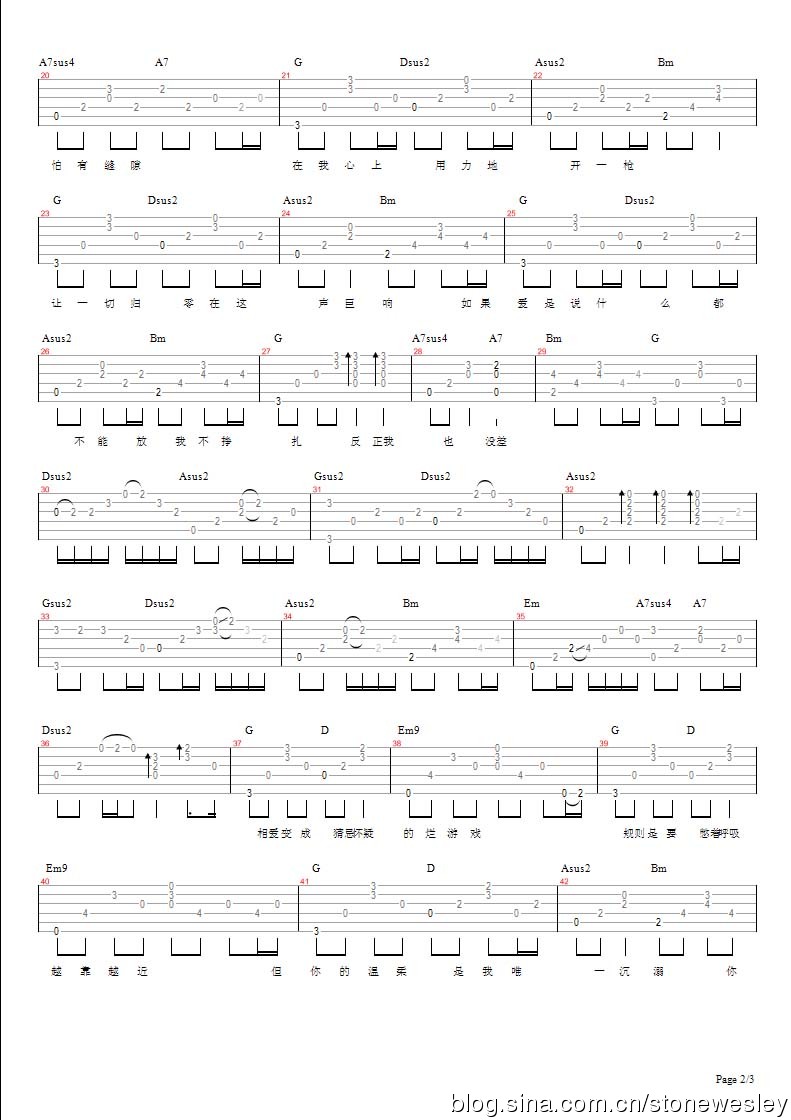 A7sus4 A7 G Dsus2 Asus2 Bm
20 21 22
怕 有 缝 隙 在 我 心 上 用 力 地 开 一 枪
G Dsus2 Asus2 Bm G Dsus2
23 24 25
让 一 切 归 零 在 这 声 巨 响 如 果 爱 是 说 什 么 都
Asus2 Bm G A7sus4 A7 Bm G
26 27 28 29
不 能 放 我 不 挣 扎 反 正我 也 没差
Dsus2 Asus2 Gsus2 Dsus2 Asus2
30 31 32
Gsus2 Dsus2 Asus2 Bm Em A7sus4 A7
33 34 35
Dsus2 G D Em9 G D
36 37 38 39
相爱变 成 猜忌怀疑 的 烂 游 戏 规则 是 要 憋着呼吸
Em9 G D Asus2 Bm
40 41 42
越 靠 越 近 但 你 的 温 柔 是 我 唯 一 沉 溺 你
Page 2/3
blog.sina.com.cn/stonewesley